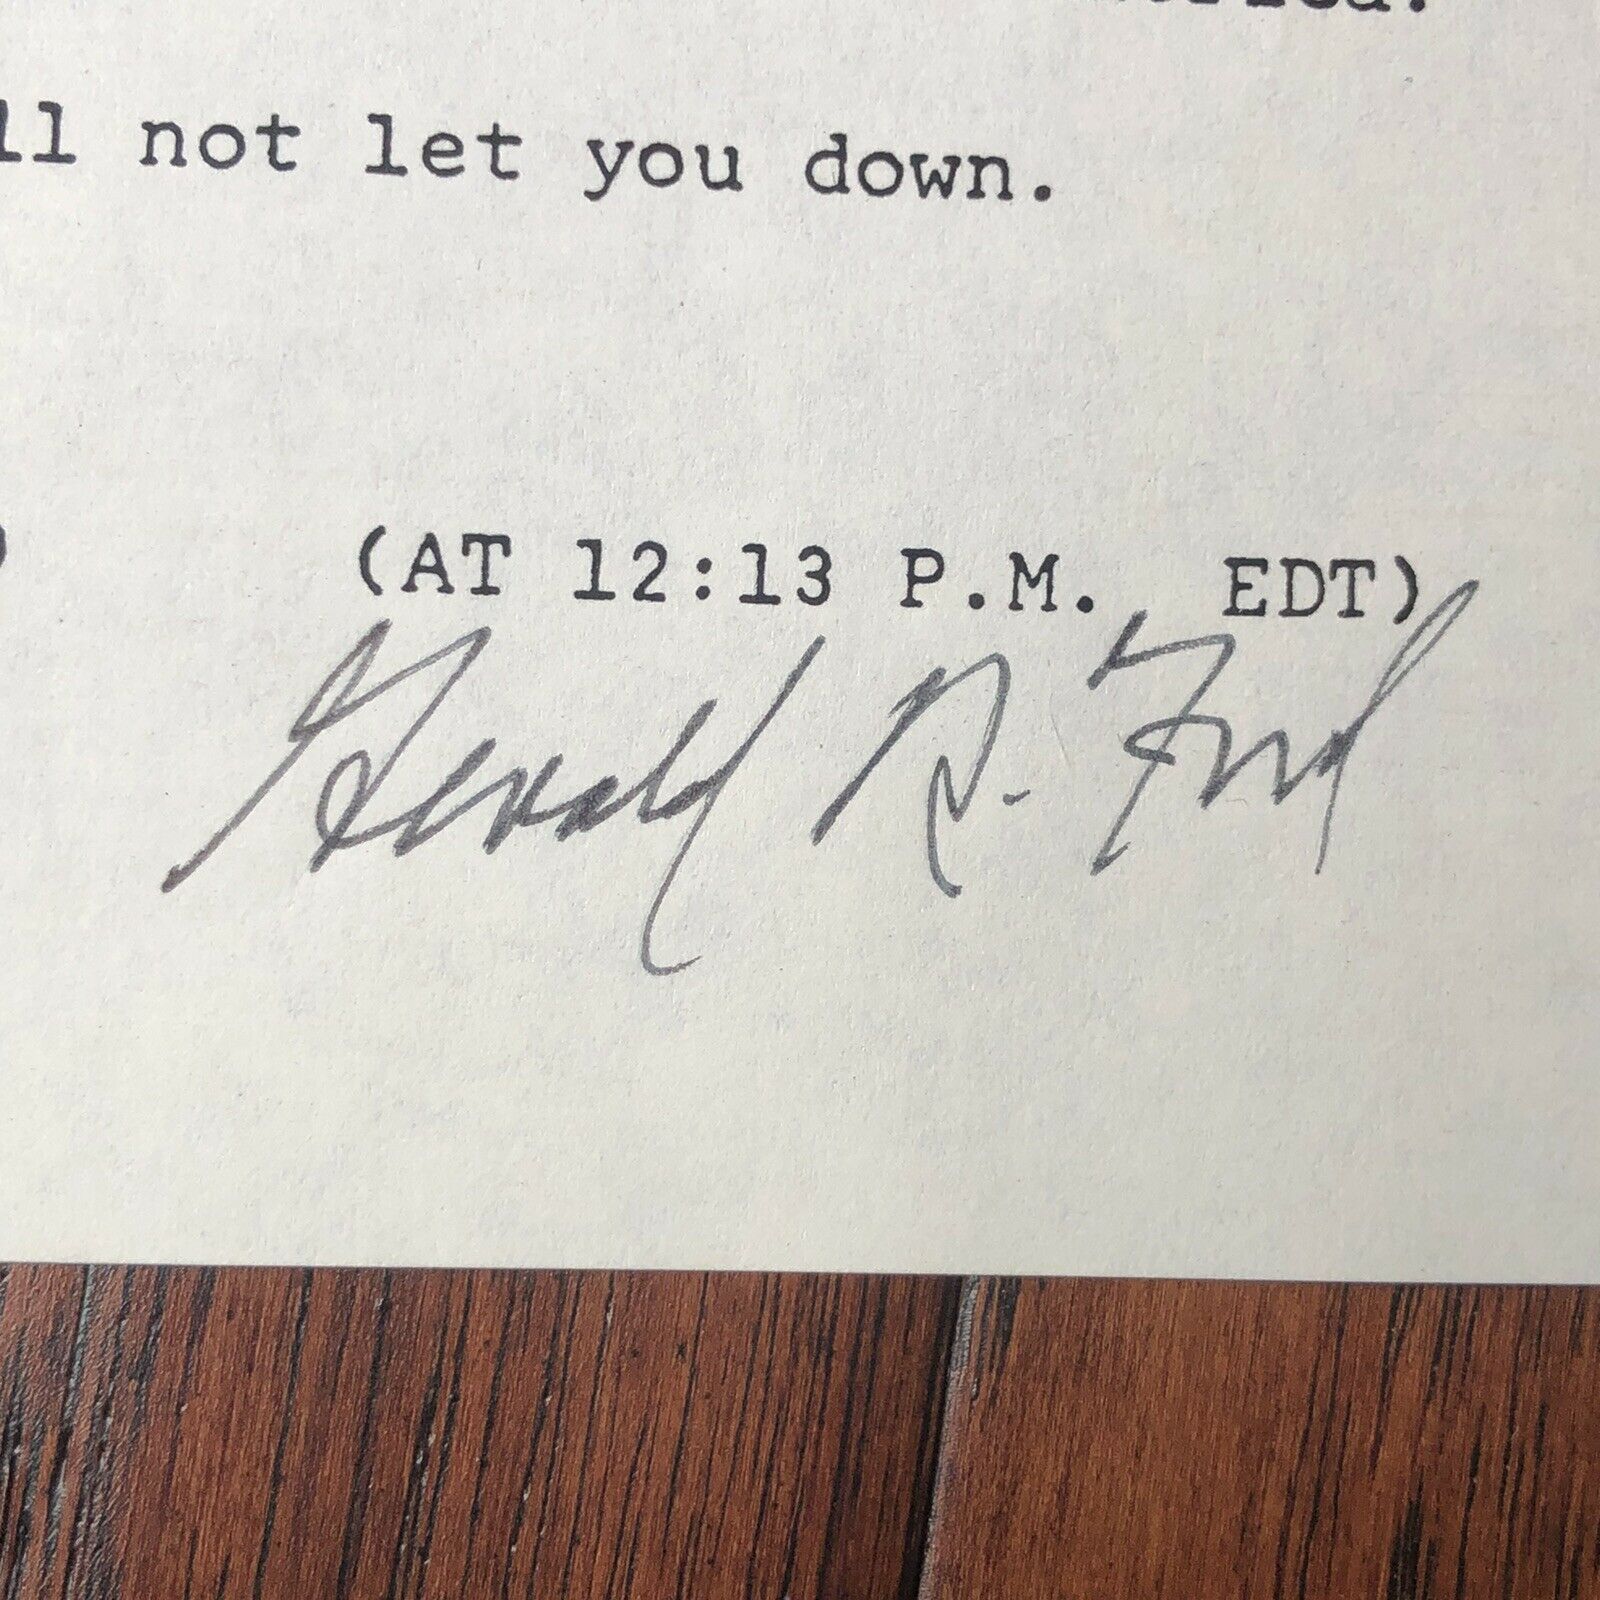 ll not let you down.
) (AT 12:13 P.M. EDT)
Gerald R. Ford